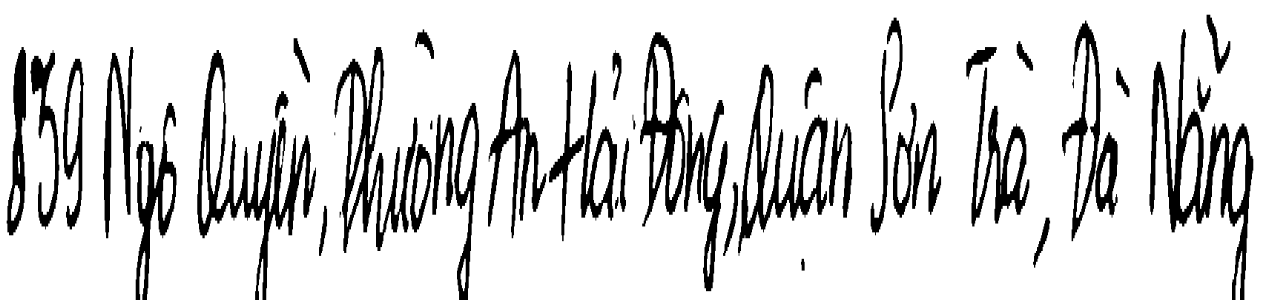 839 Ngô Quyền, Phường An Hải Đông, Quận Sơn Trà, Đà Nẵng